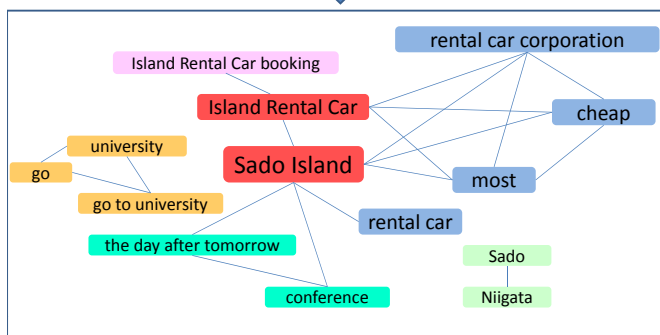 rental car corporation
Island Rental Car booking
Island Rental Car
cheap
university
Sado Island
go
most
go to university
rental car
the day after tomorrow
Sado
conference
Niigata